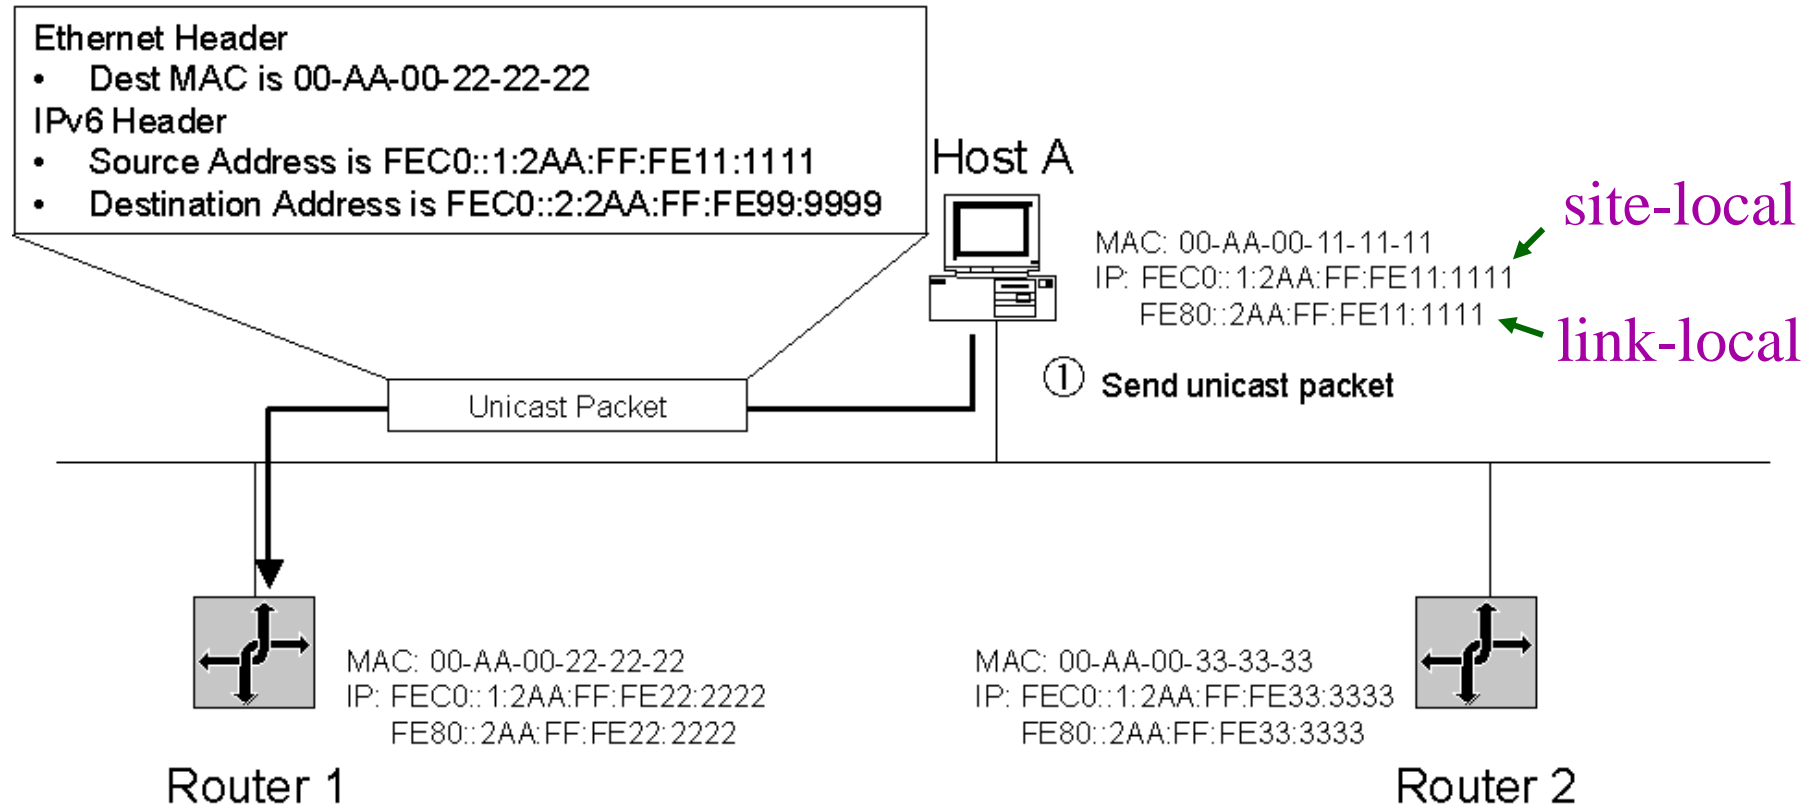 Ethernet Header
• Dest MAC is 00-AA-00-22-22-22
IPv6 Header
• Source Address is FEC0::1:2AA:FF:FE11:1111
• Destination Address is FEC0::2:2AA:FF:FE99:9999
Host A
site-local
MAC: 00-AA-00-11-11-11
IP: FEC0::1:2AA:FF:FE11:1111
FE80::2AA:FF:FE11:1111
link-local
① Send unicast packet
Unicast Packet
MAC: 00-AA-00-22-22-22
IP: FEC0::1:2AA:FF:FE22:2222
FE80::2AA:FF:FE22:2222
Router 1
MAC: 00-AA-00-33-33-33
IP: FEC0::1:2AA:FF:FE33:3333
FE80::2AA:FF:FE33:3333
Router 2